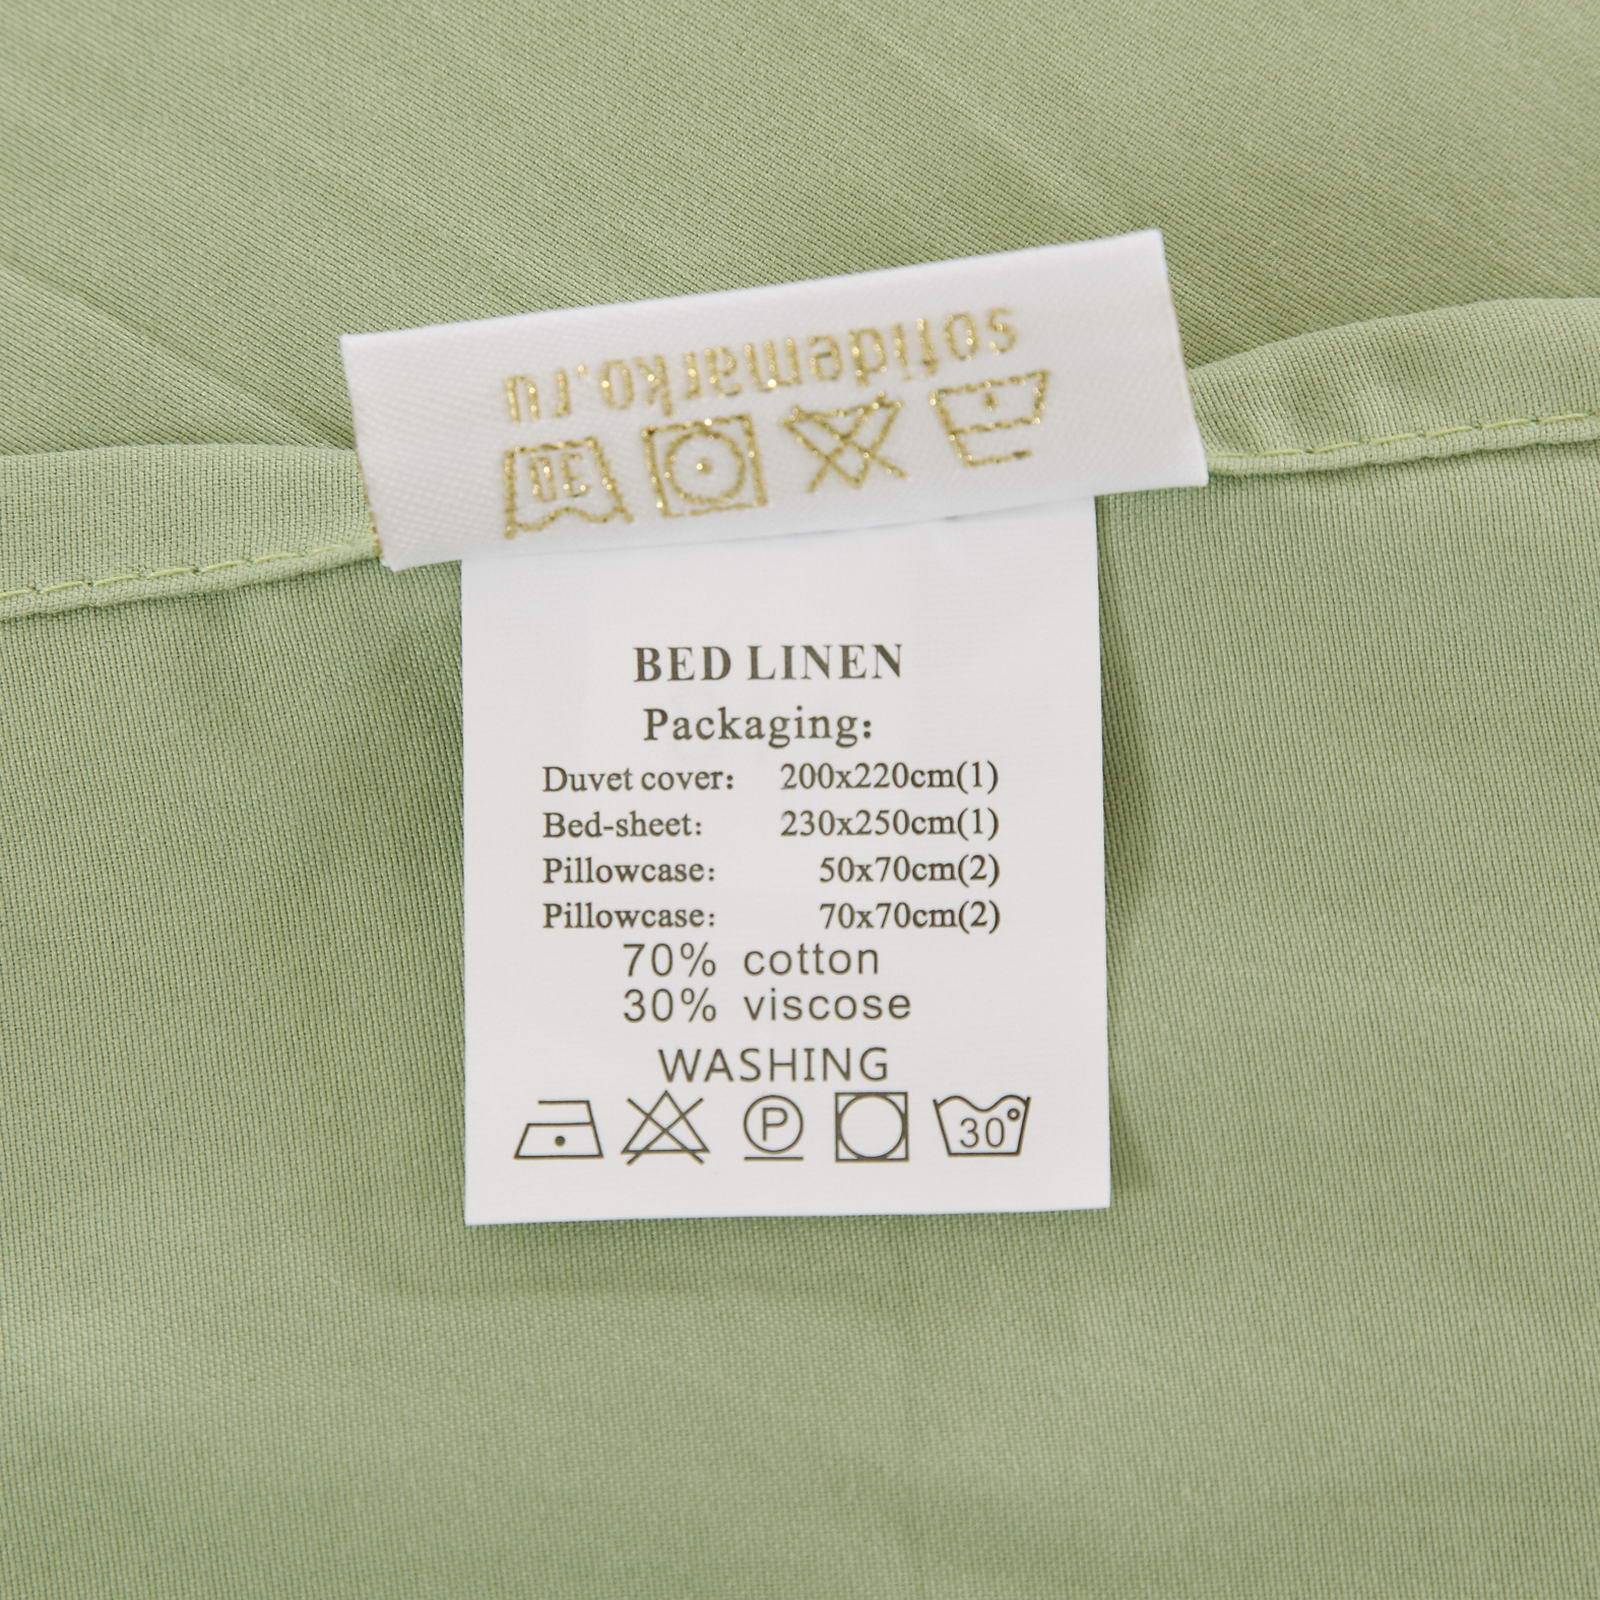 sofidemarko.ru
30
BED LINEN
Packaging:
Duvet cover: 200x220cm(1)
Bed-sheet: 230x250cm(1)
Pillowcase: 50x70cm(2)
Pillowcase: 70x70cm(2)
70% cotton
30% viscose
WASHING
P 30°